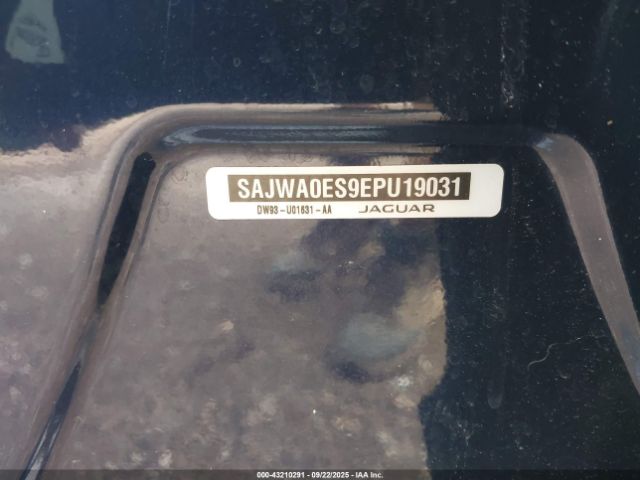 SAJWA0ES9EPU19031
DW93-U01631-AA JAGUAR
000-43210291 - 09/22/2025 - IAA Inc.